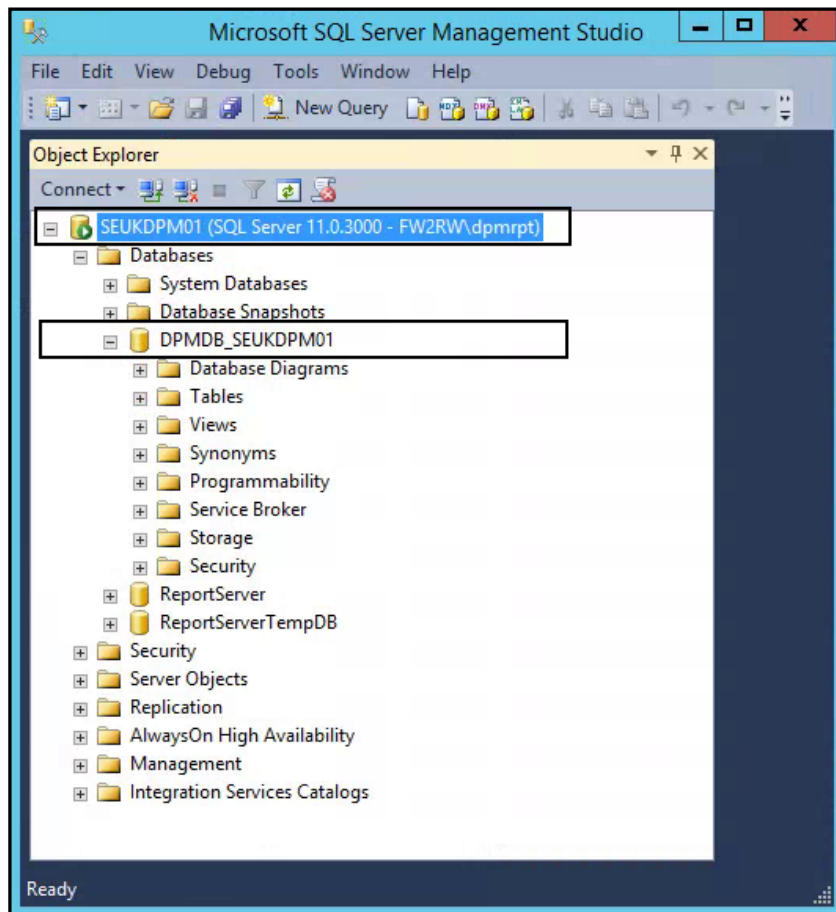 Microsoft SQL Server Management Studio
File Edit View Debug Tools Window Help
New Query
Object Explorer
Connect
SEUKDPM01 (SQL Server 11.0.3000 - FW2RW\dpmrpt)
Databases
System Databases
Database Snapshots
DPMDB_SEUKDPM01
Database Diagrams
Tables
Views
Synonyms
Programmability
Service Broker
Storage
Security
ReportServer
ReportServerTempDB
Security
Server Objects
Replication
AlwaysOn High Availability
Management
Integration Services Catalogs
Ready